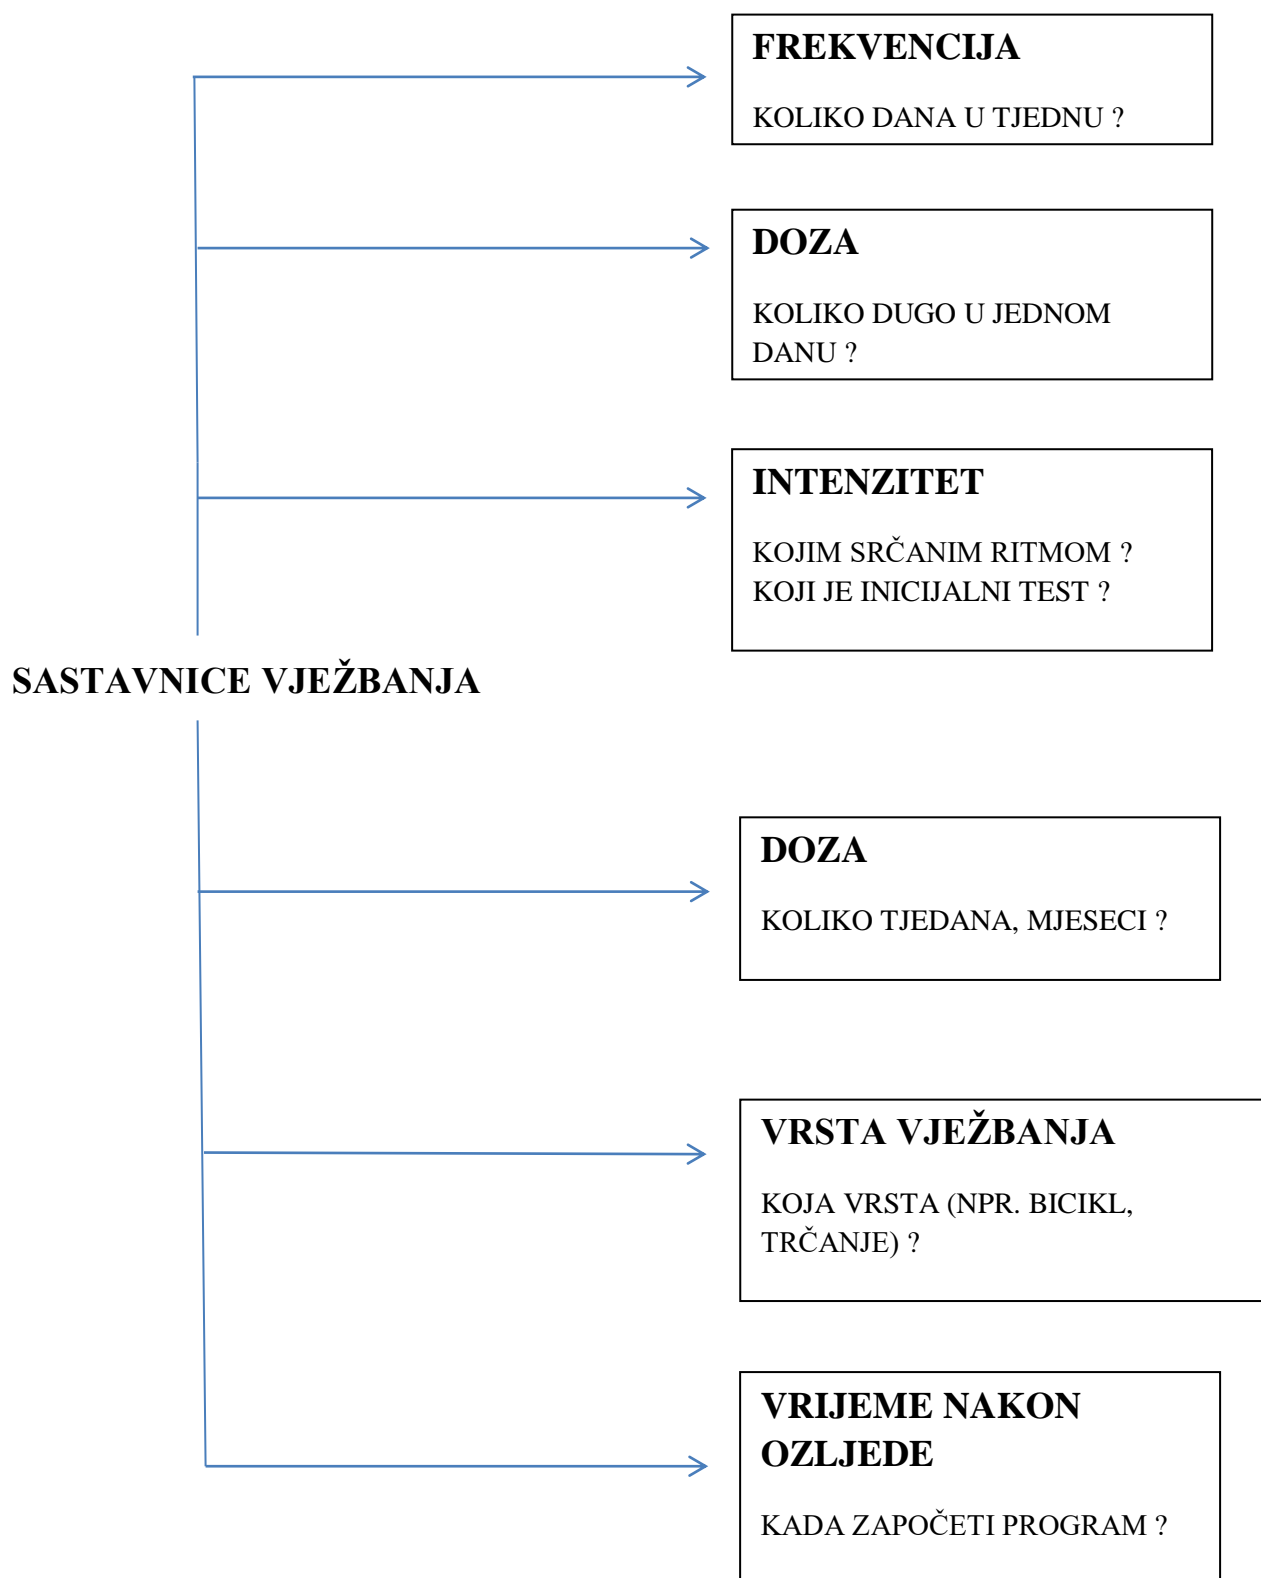 FREKVENCIJA
KOLIKO DANA U TJEDNU ?
DOZA
KOLIKO DUGO U JEDNOM
DANU ?
INTENZITET
KOJIM SRČANIM RITMOM ?
KOJI JE INICIJALNI TEST ?
SASTAVNICE VJEŽBANJA
DOZA
KOLIKO TJEDANA, MJESECI ?
VRSTA VJEŽBANJA
KOJA VRSTA (NPR. BICIKL,
TRČANJE) ?
VRIJEME NAKON
OZLJEDE
KADA ZAPOČETI PROGRAM ?